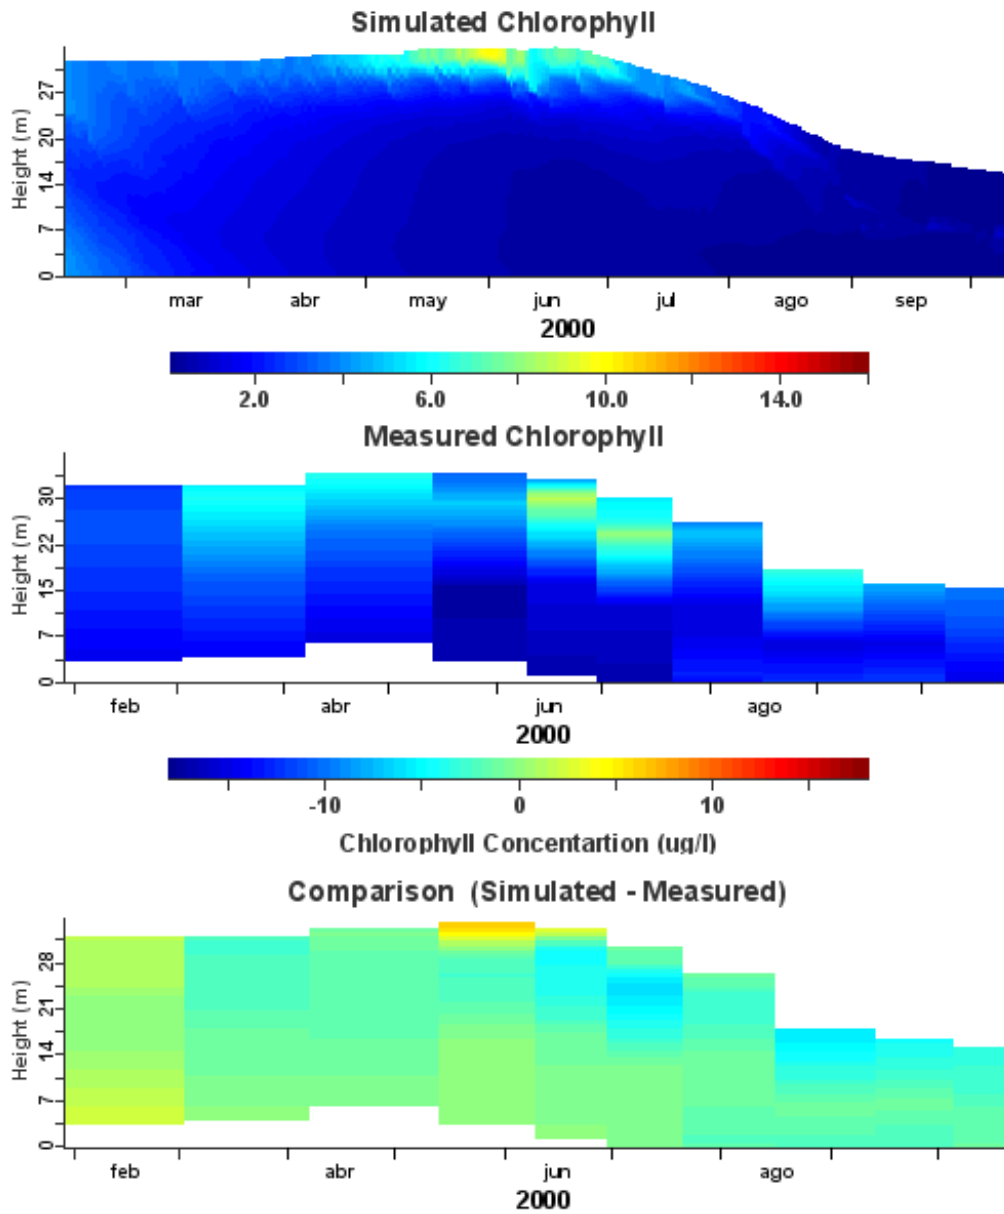 Simulated Chlorophyll
Height (m)
27
20
14
7
0
mar abr may jun jul ago sep
2000
2.0 6.0 10.0 14.0
Measured Chlorophyll
Height (m)
30
22
15
7
0
feb abr jun ago
2000
-10 0 10
Chlorophyll Concentartion (ug/l)
Comparison (Simulated - Measured)
Height (m)
28
24
14
7
0
feb abr jun ago
2000